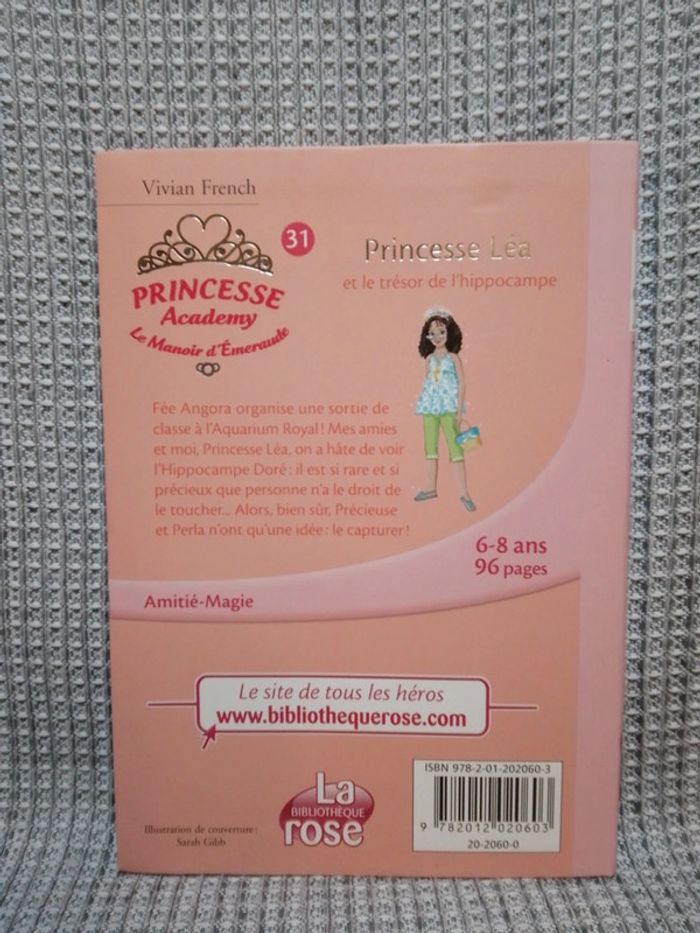 Vivian French
PRINCESSE
Academy
Le Manoir d'Émeraude
31
Princesse Léa
et le trésor de l'hippocampe
Fée Angora organise une sortie de
classe à l'Aquarium Royal! Mes amies
et moi, Princesse Léa, on a hâte de voir
l'Hippocampe Doré : il est si rare et si
précieux que personne n'a le droit de
le toucher... Alors, bien sûr, Précieuse
et Perla n'ont qu'une idée : le capturer!
6-8 ans
96 pages
Amitié-Magie
Le site de tous les héros
www.bibliothequerose.com
Illustration de couverture :
Sarah Gibb
La
BIBLIOTHÈQUE
rose
ISBN 978-2-01-202060-3
9 782012 020603
20-2060-0